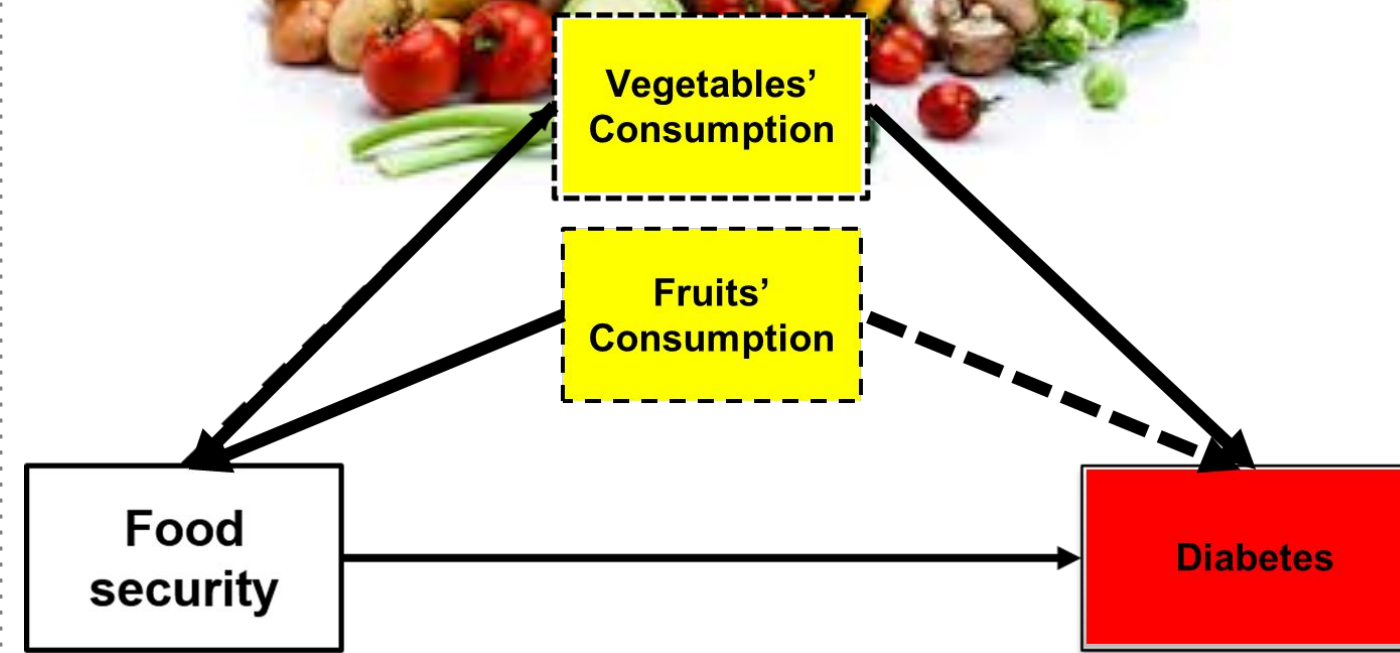 Vegetables’
Consumption
Fruits’
Consumption
Food
security
Diabetes